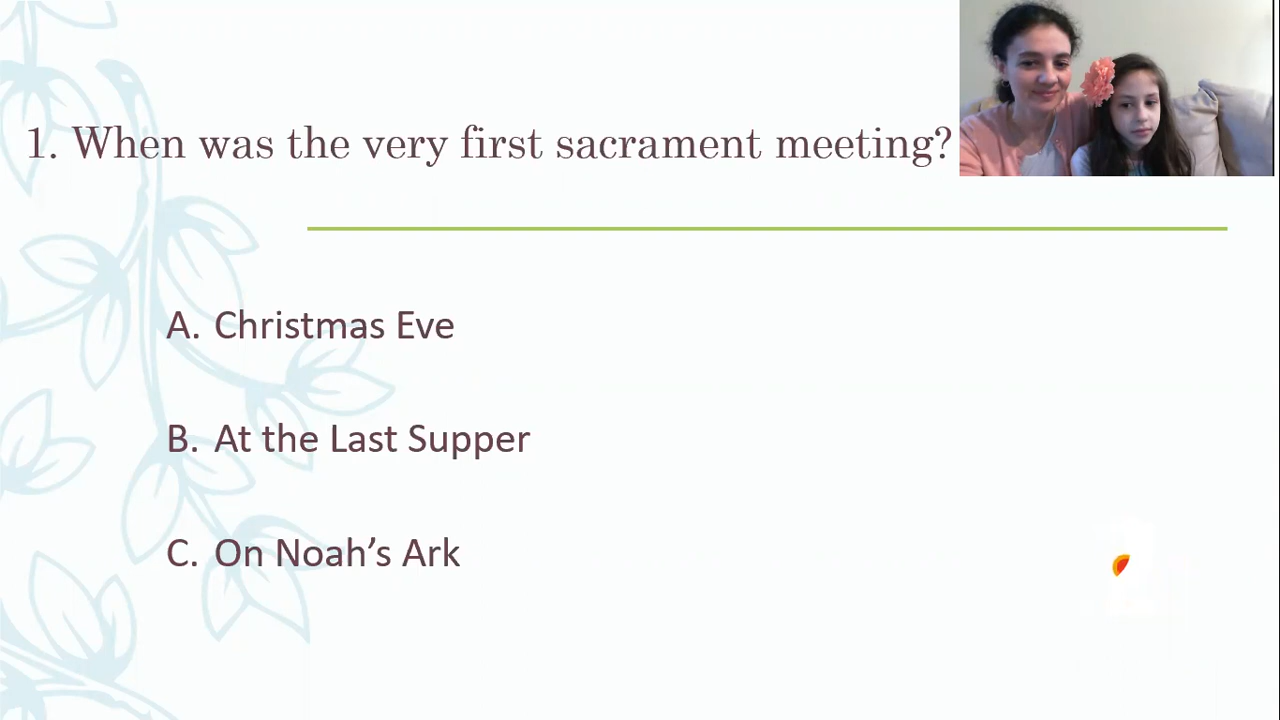 1. When was the very first sacrament meeting?
A. Christmas Eve
B. At the Last Supper
C. On Noah’s Ark